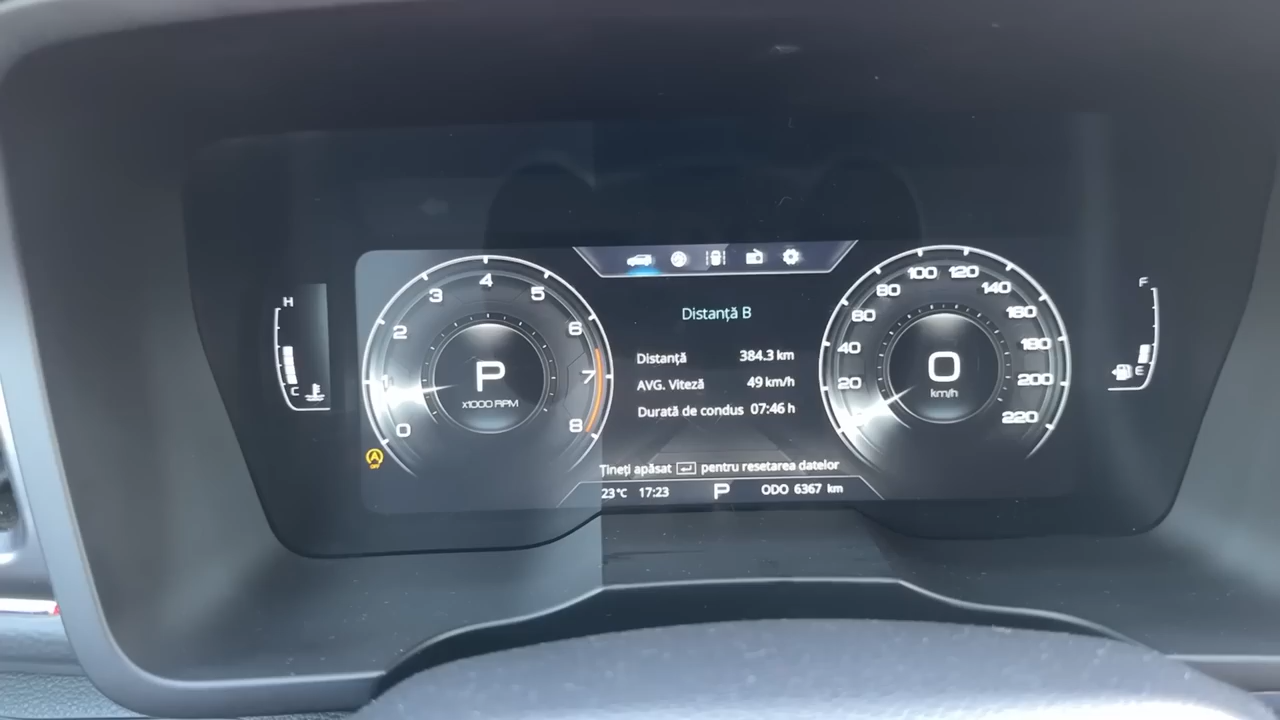 Distanță B
Distanță 384.3 km
AVG. Viteză 49 km/h
Durată de condus 07:46 h
Țineți apăsat pentru resetarea datelor
23°C 17:23 P ODO 6367 km
H
C
0
1
2
3
4
5
6
7
8
P
x1000 RPM
A
OFF
20
40
60
80
100
120
140
160
180
200
220
0
km/h
F
E